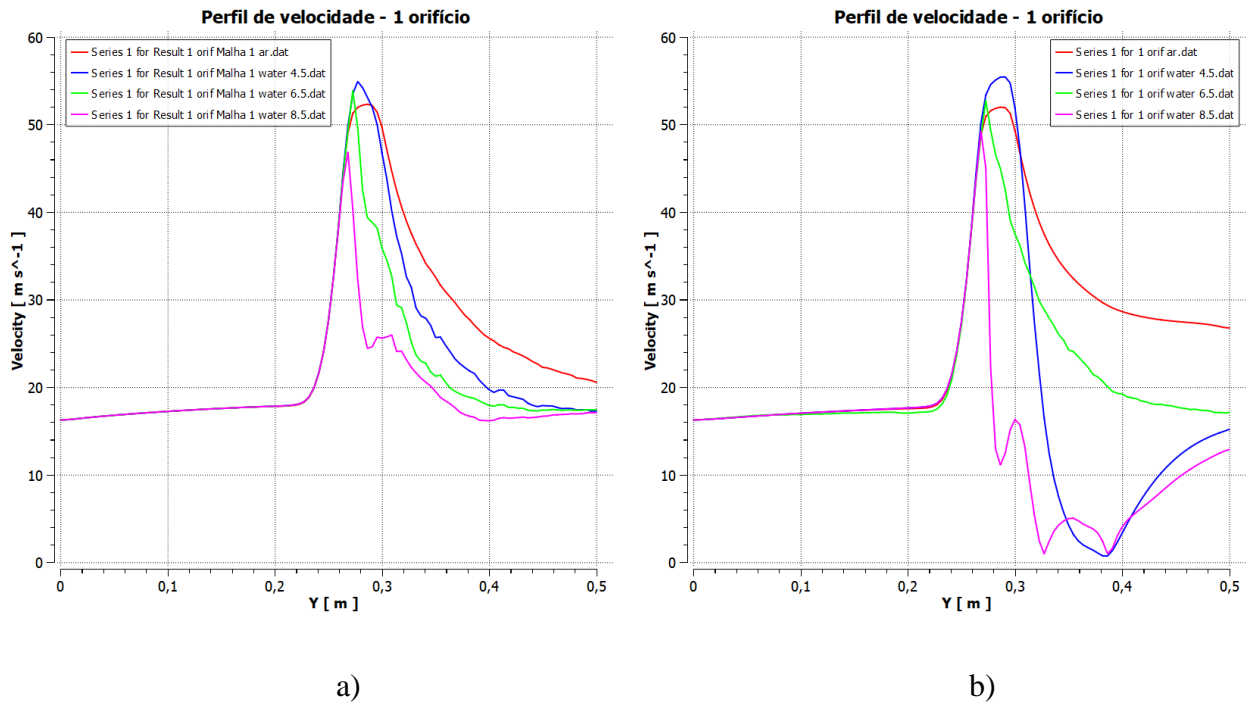 Perfil de velocidade - 1 orifício
Series 1 for Result 1 orif Malha 1 ar.dat
Series 1 for Result 1 orif Malha 1 water 4.5.dat
Series 1 for Result 1 orif Malha 1 water 6.5.dat
Series 1 for Result 1 orif Malha 1 water 8.5.dat
60
50
40
30
20
10
0
Velocity [ m s^-1 ]
0 0,1 0,2 0,3 0,4 0,5
Y [ m ]
a)
Perfil de velocidade - 1 orifício
Series 1 for 1 orif ar.dat
Series 1 for 1 orif water 4.5.dat
Series 1 for 1 orif water 6.5.dat
Series 1 for 1 orif water 8.5.dat
60
50
40
30
20
10
0
Velocity [ m s^-1 ]
0 0,1 0,2 0,3 0,4 0,5
Y [ m ]
b)